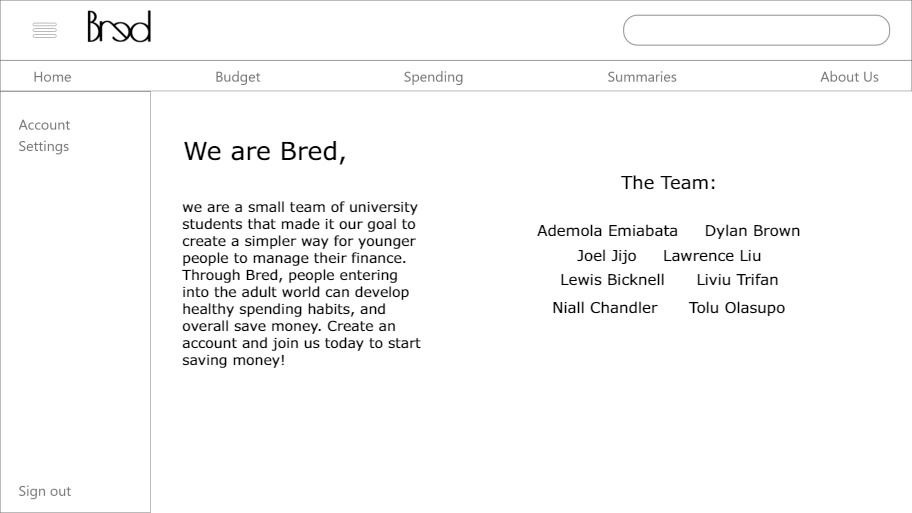 Bred
Home Budget Spending Summaries About Us
Account
Settings
We are Bred,
we are a small team of university
students that made it our goal to
create a simpler way for younger
people to manage their finance.
Through Bred, people entering
into the adult world can develop
healthy spending habits, and
overall save money. Create an
account and join us today to start
saving money!
The Team:
Ademola Emiabata Dylan Brown
Joel Jijo Lawrence Liu
Lewis Bicknell Liviu Trifan
Niall Chandler Tolu Olasupo
Sign out